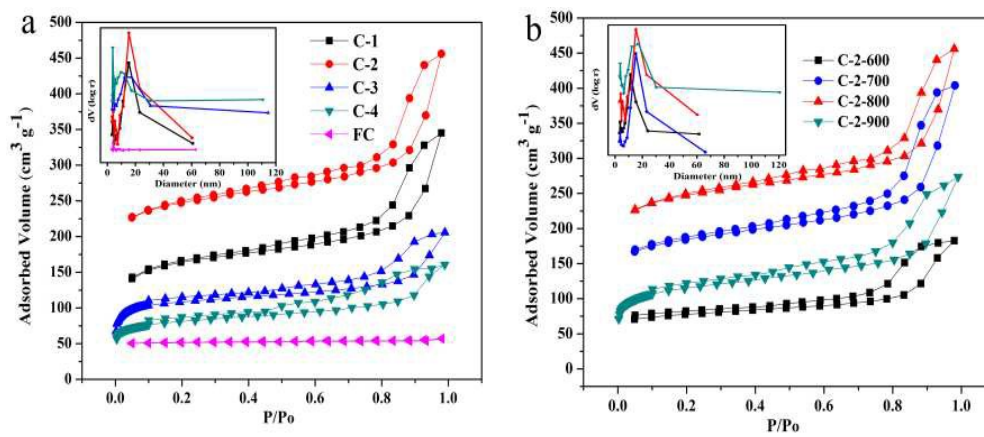 a
500
450
400
350
300
250
200
150
100
50
0
Adsorbed Volume (cm³ g⁻¹)
0.0 0.2 0.4 0.6 0.8 1.0
P/Po
dV (log r)
0 20 40 60 80 100 120
Diameter (nm)
C-1
C-2
C-3
C-4
FC
b
500
450
400
350
300
250
200
150
100
50
0
Adsorbed Volume (cm³ g⁻¹)
0.0 0.2 0.4 0.6 0.8 1.0
P/Po
dV (log r)
0 20 40 60 80 100 120
Diameter (nm)
C-2-600
C-2-700
C-2-800
C-2-900